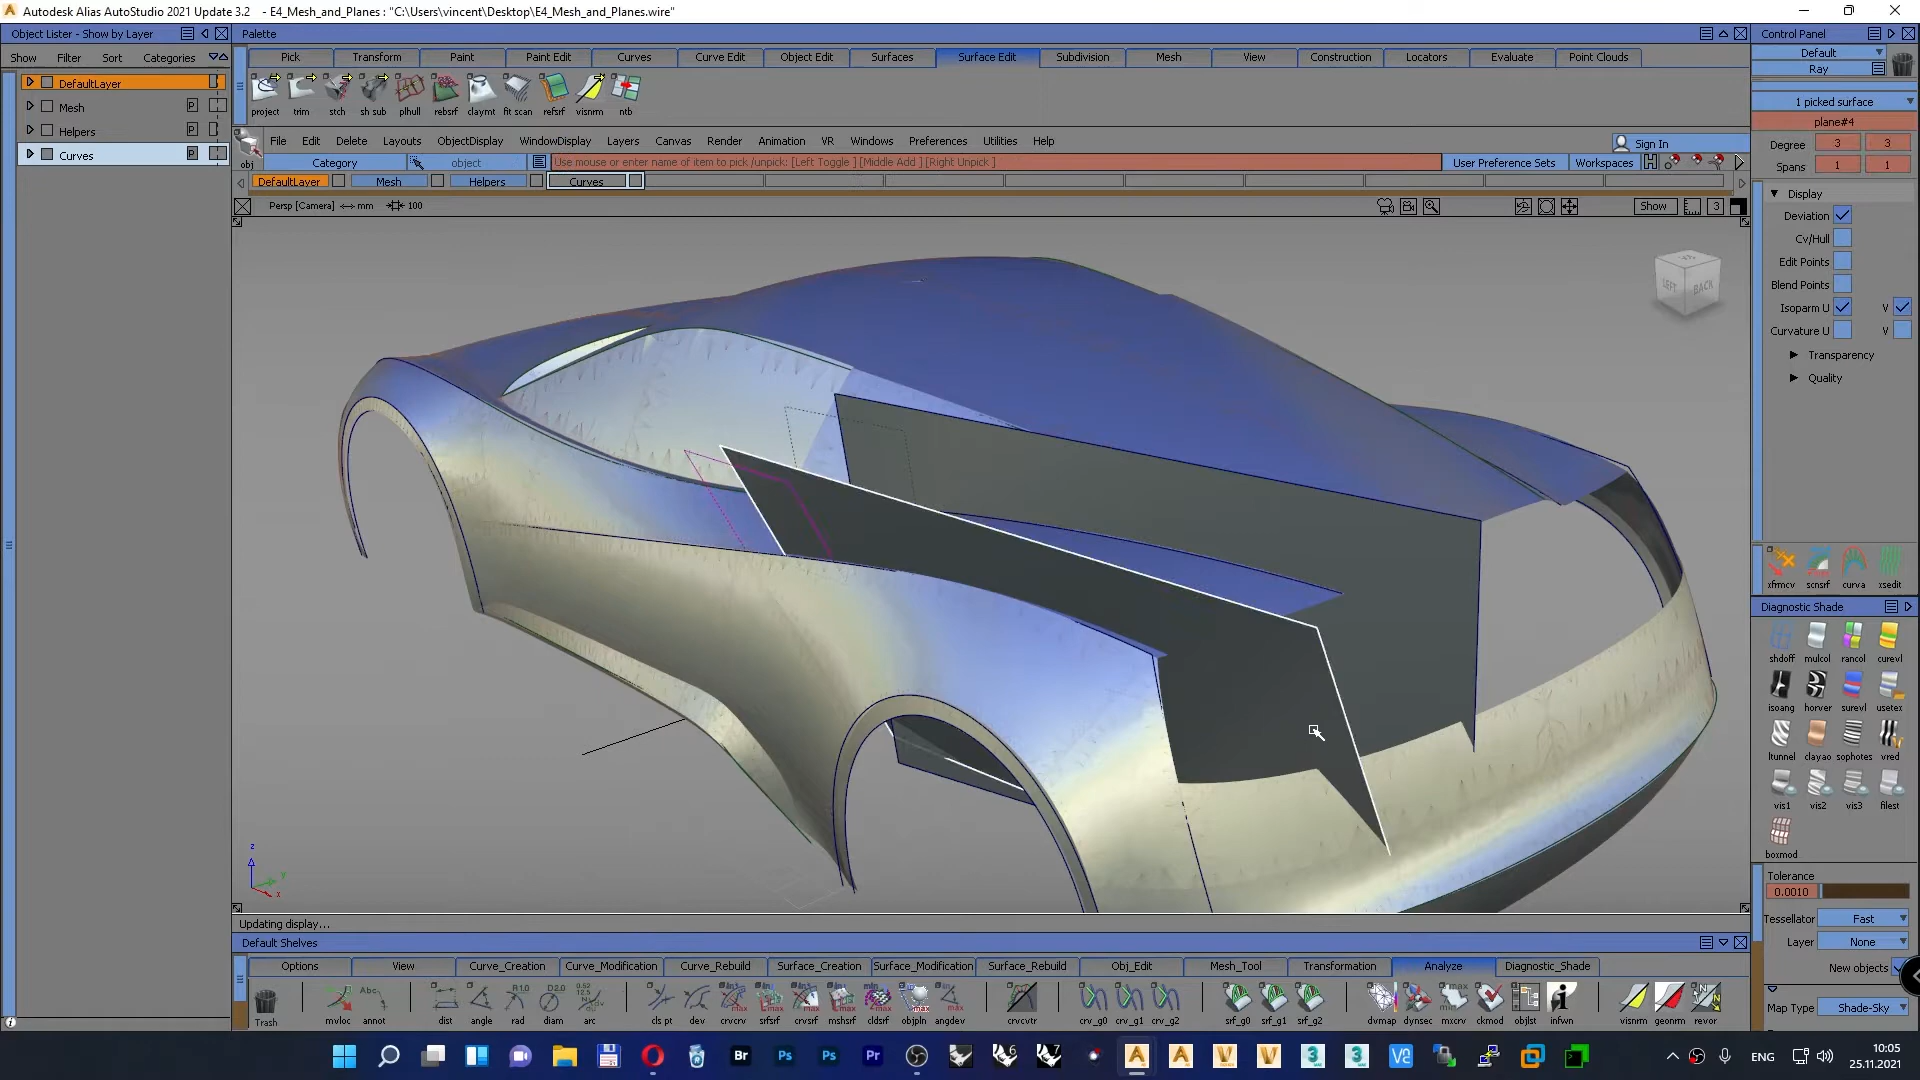 Autodesk Alias AutoStudio 2021 Update 3.2 - E4_Mesh_and_Planes : "C:\Users\vincent\Desktop\E4_Mesh_and_Planes.wire"
Object Lister - Show by Layer
Palette
Control Panel
Show Filter Sort Categories
Pick Transform Paint Paint Edit Curves Curve Edit Object Edit Surfaces Surface Edit Subdivision Mesh View Construction Locators Evaluate Point Clouds
Default
Ray
DefaultLayer
Mesh P
Helpers P
Curves P
project trim stch sh sub plhull rebsrf claymt fit scan refsrf visnrm ntb
1 picked surface
plane#4
Degree 3 3
Spans 1 1
obj
File Edit Delete Layouts ObjectDisplay WindowDisplay Layers Canvas Render Animation VR Windows Preferences Utilities Help
Sign In
Category object
Use mouse or enter name of item to pick /unpick: [Left Toggle ] [Middle Add ] [Right Unpick ]
User Preference Sets Workspaces
DefaultLayer Mesh Helpers Curves
Persp [Camera] <-> mm 100
Show 3
Display
Deviation
Cv/Hull
Edit Points
Blend Points
Isoparm U V
Curvature U V
Transparency
Quality
LEFT BACK
xfrmcv scnsrf curva xsedit
Diagnostic Shade
shdoff mulcol rancol curevl
isoang horver surevl usetex
ltunnel clayao sophotes vred
vis1 vis2 vis3 filest
boxmod
z
y
x
Tolerance
0.0010
Tessellator Fast
Layer None
New objects
Map Type Shade-Sky
Updating display...
Default Shelves
Options View Curve_Creation Curve_Modification Curve_Rebuild Surface_Creation Surface_Modification Surface_Rebuild Obj_Edit Mesh_Tool Transformation Analyze Diagnostic_Shade
Trash mvloc annot dist angle rad diam arc cls pt dev crvcrv srfsrf crvsrf mshsrf cldsrf objpln angdev crvcvtr crv_g0 crv_g1 crv_g2 srf_g0 srf_g1 srf_g2 dvmap dynsec mxcrv ckmod objlst infwn visnrm geonrm revor
Br Ps Ps Pr
ENG
10:05
25.11.2021